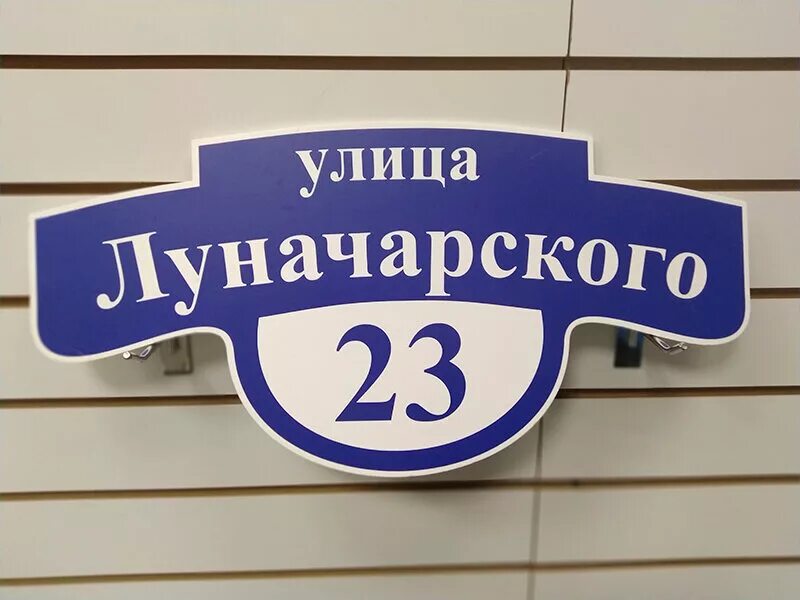 улица
Луначарского
23